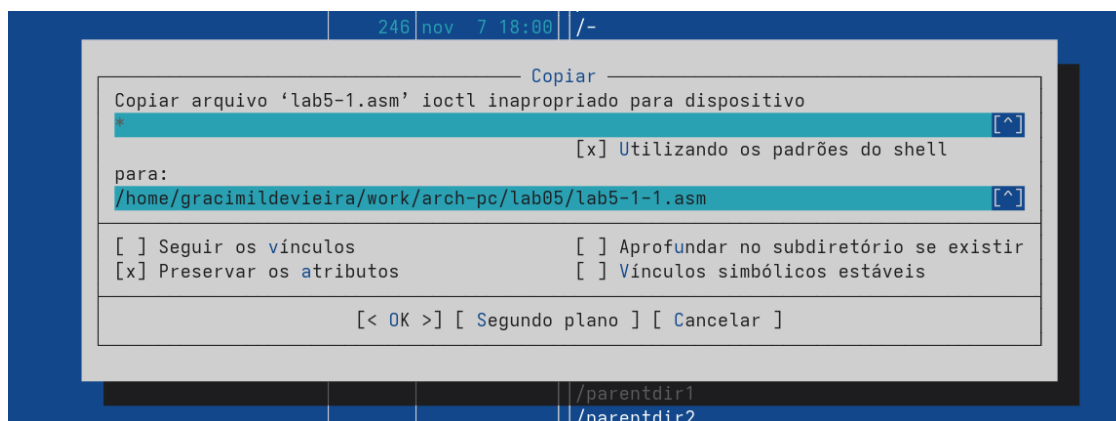 246 nov 7 18:00 /-
Copiar
Copiar arquivo ‘lab5-1.asm’ ioctl inapropriado para dispositivo
* [^]
[x] Utilizando os padrões do shell
para:
/home/gracimildevieira/work/arch-pc/lab05/lab5-1-1.asm [^]
[ ] Seguir os vínculos [ ] Aprofundar no subdiretório se existir
[x] Preservar os atributos [ ] Vínculos simbólicos estáveis
[< OK >] [ Segundo plano ] [ Cancelar ]
/parentdir1
/parentdir2